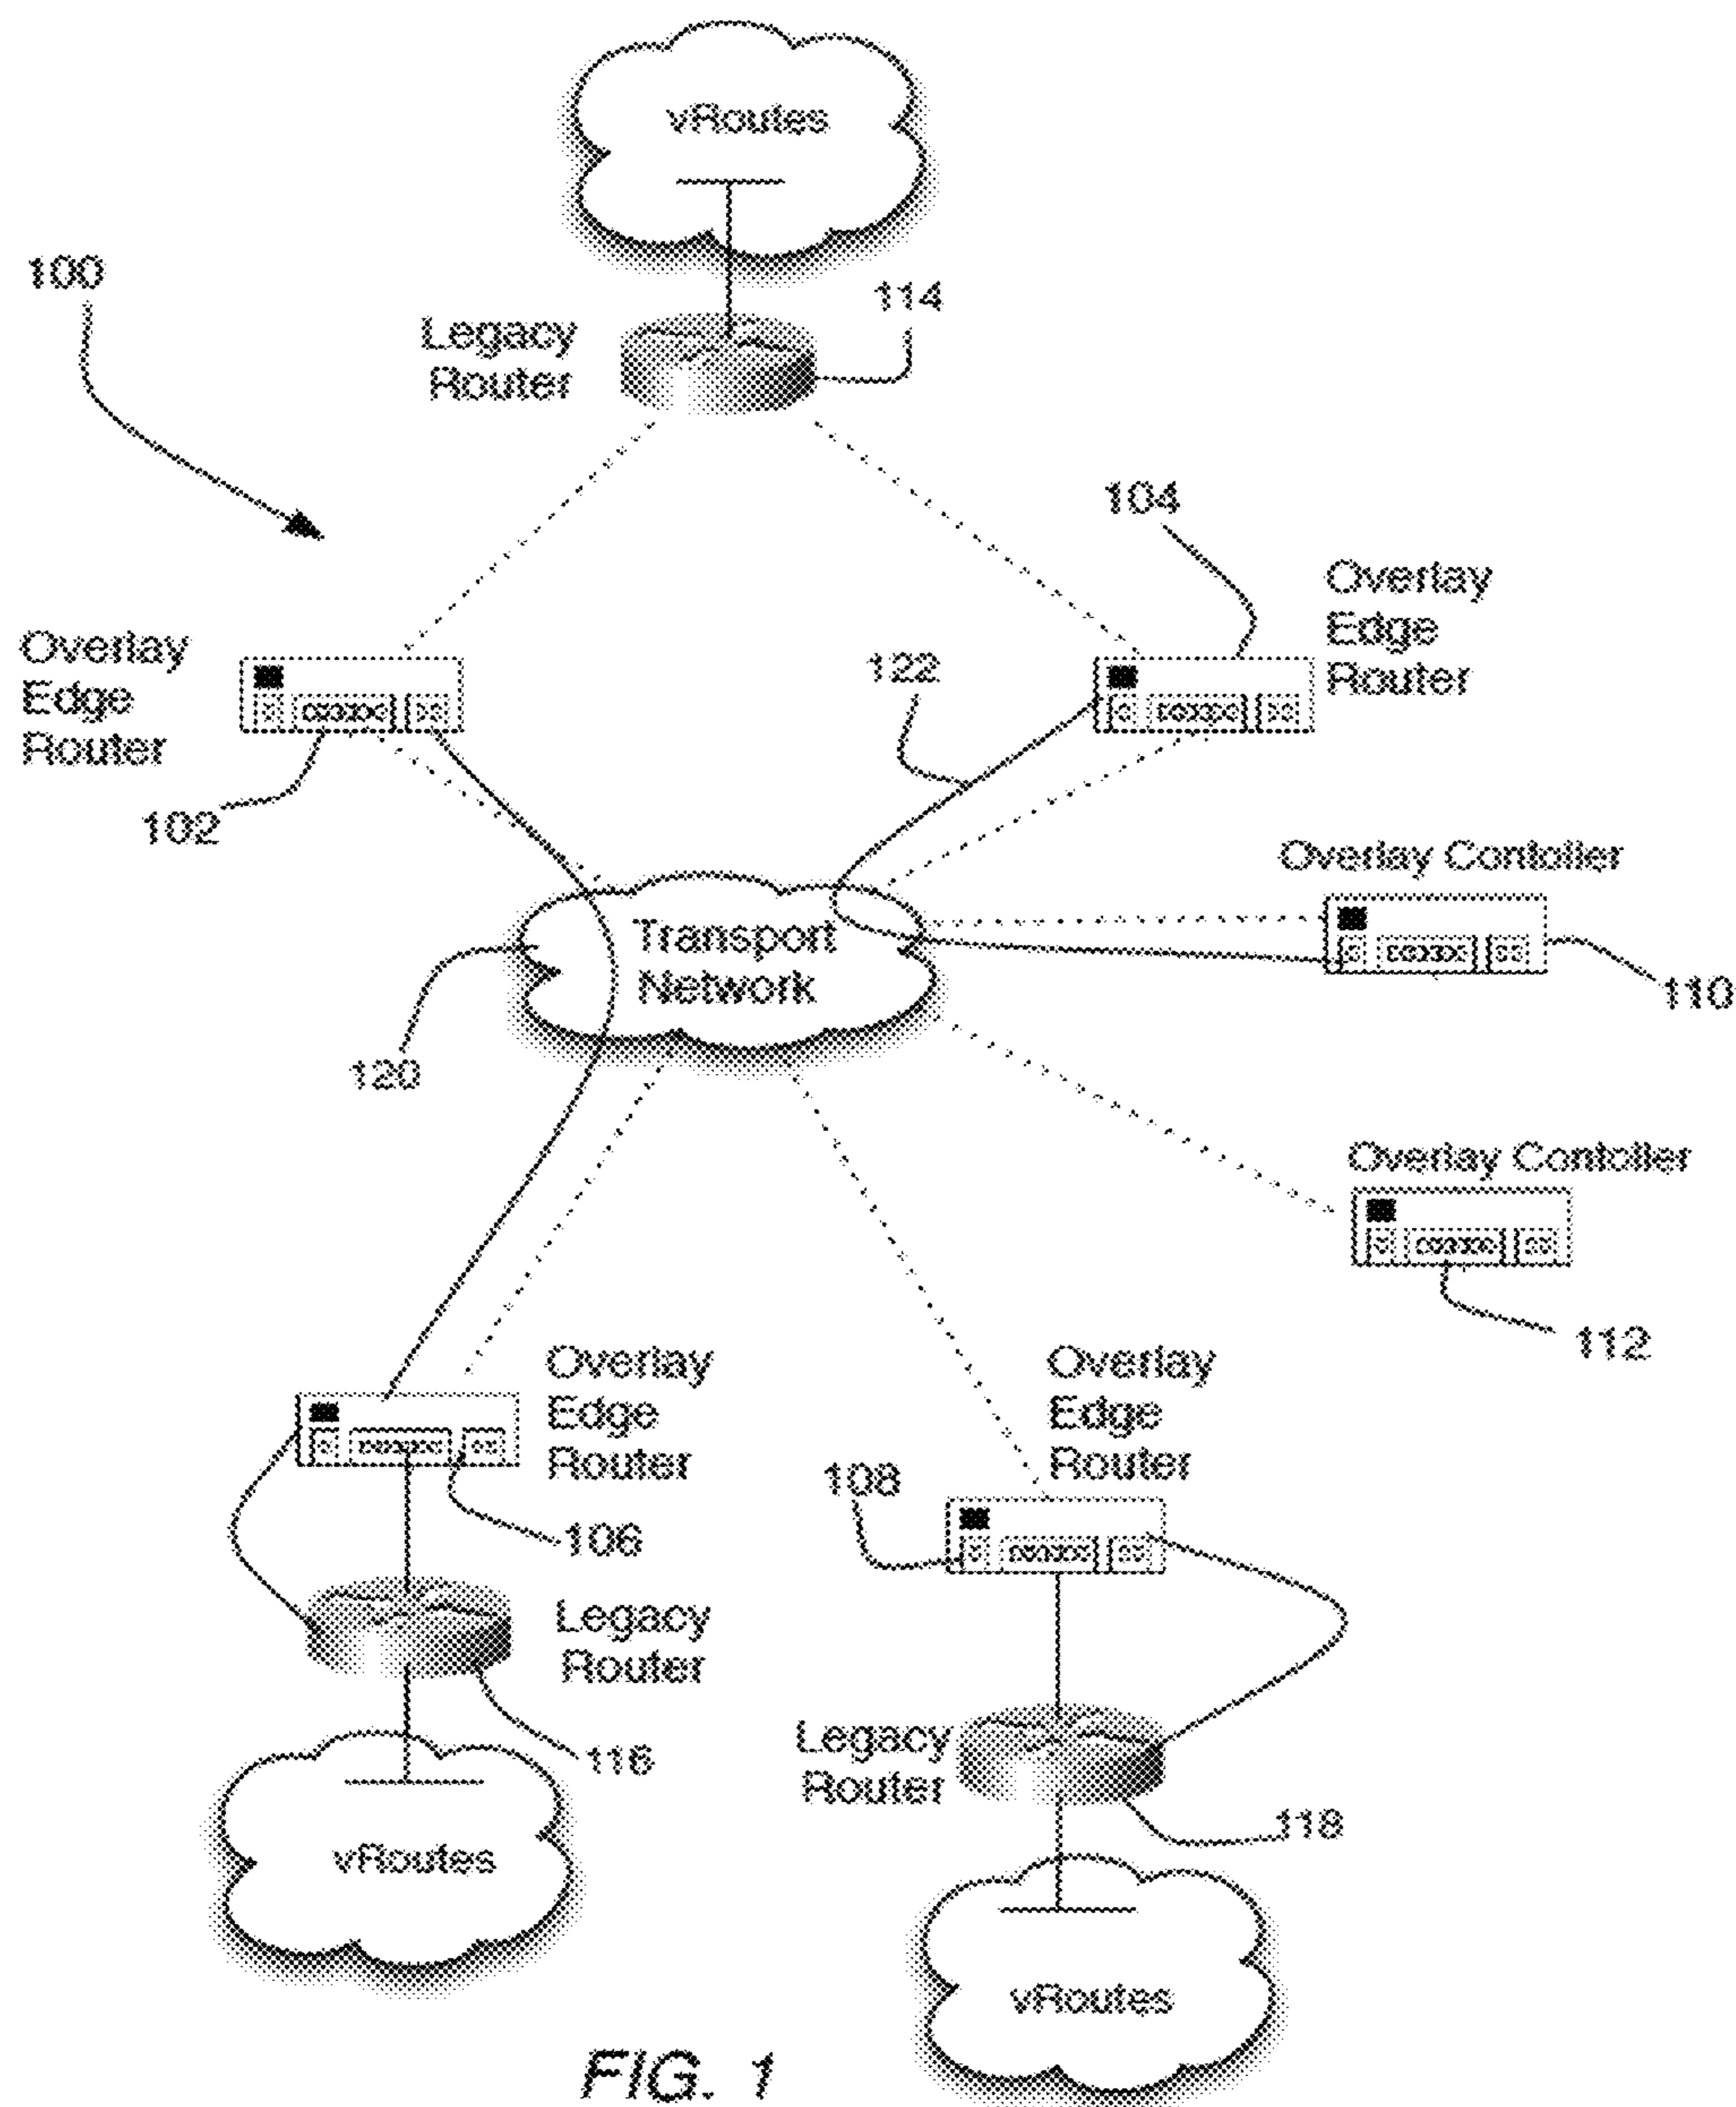 vRoutes
100
114
Legacy
Router
104
Overlay
Edge
Router
Overlay
Edge
Router
122
102
Overlay Contoller
Transport
Network
110
120
Overlay Contoller
112
Overlay
Edge
Router
Overlay
Edge
Router
108
106
Legacy
Router
Legacy
Router
116
118
vRoutes
vRoutes
FIG. 1